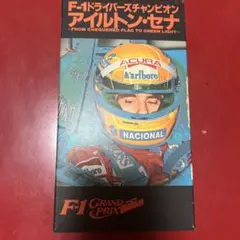 F-1ドライバーズチャンピオン
アイルトン・セナ
-FROM CHEQUERED FLAG TO GREEN LIGHT-
ACURA
Marlboro
NACIONAL
F-1 GRAND PRIX